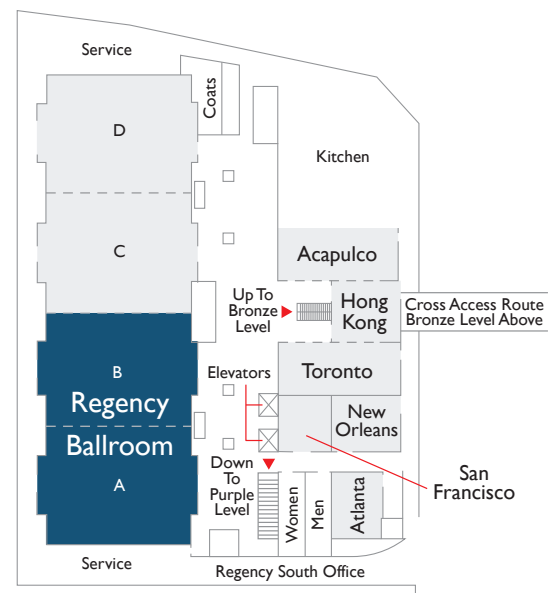 Service
Coats
D
Kitchen
C
Acapulco
Up To
Bronze
Level
Hong
Kong
Cross Access Route
Bronze Level Above
B
Regency
Ballroom
A
Elevators
Toronto
New
Orleans
Down
To
Purple
Level
San
Francisco
Women
Men
Atlanta
Service
Regency South Office